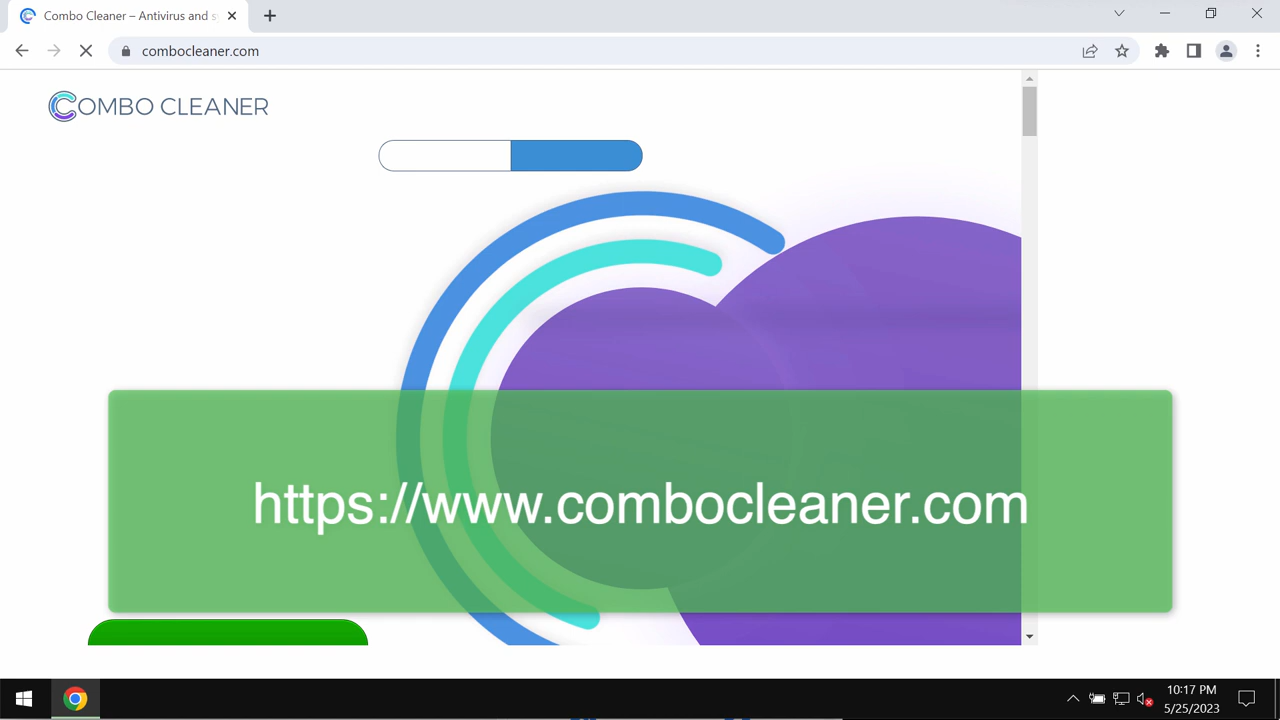 Combo Cleaner – Antivirus and s
combocleaner.com
COMBO CLEANER
https://www.combocleaner.com
10:17 PM
5/25/2023